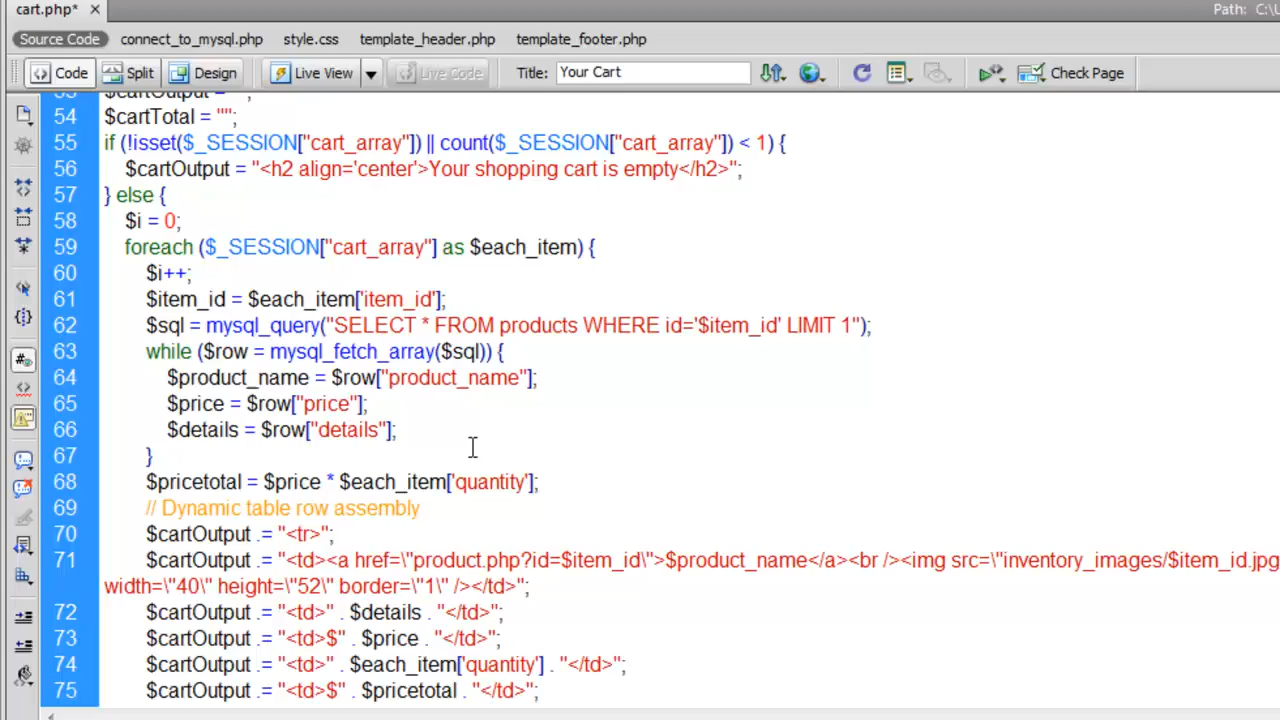 cart.php* ×
Path: C:\U
Source Code connect_to_mysql.php style.css template_header.php template_footer.php
Code Split Design Live View Live Code Title: Your Cart Check Page
54 $cartTotal = "";
55 if (!isset($_SESSION["cart_array"]) || count($_SESSION["cart_array"]) < 1) {
56 $cartOutput = "<h2 align='center'>Your shopping cart is empty</h2>";
57 } else {
58 $i = 0;
59 foreach ($_SESSION["cart_array"] as $each_item) {
60 $i++;
61 $item_id = $each_item['item_id'];
62 $sql = mysql_query("SELECT * FROM products WHERE id='$item_id' LIMIT 1");
63 while ($row = mysql_fetch_array($sql)) {
64 $product_name = $row["product_name"];
65 $price = $row["price"];
66 $details = $row["details"];
67 }
68 $pricetotal = $price * $each_item['quantity'];
69 // Dynamic table row assembly
70 $cartOutput .= "<tr>";
71 $cartOutput .= "<td><a href=\"product.php?id=$item_id\">$product_name</a><br /><img src=\"inventory_images/$item_id.jpg
width=\"40\" height=\"52\" border=\"1\" /></td>";
72 $cartOutput .= "<td>" . $details . "</td>";
73 $cartOutput .= "<td>$" . $price . "</td>";
74 $cartOutput .= "<td>" . $each_item['quantity'] . "</td>";
75 $cartOutput .= "<td>$" . $pricetotal . "</td>";